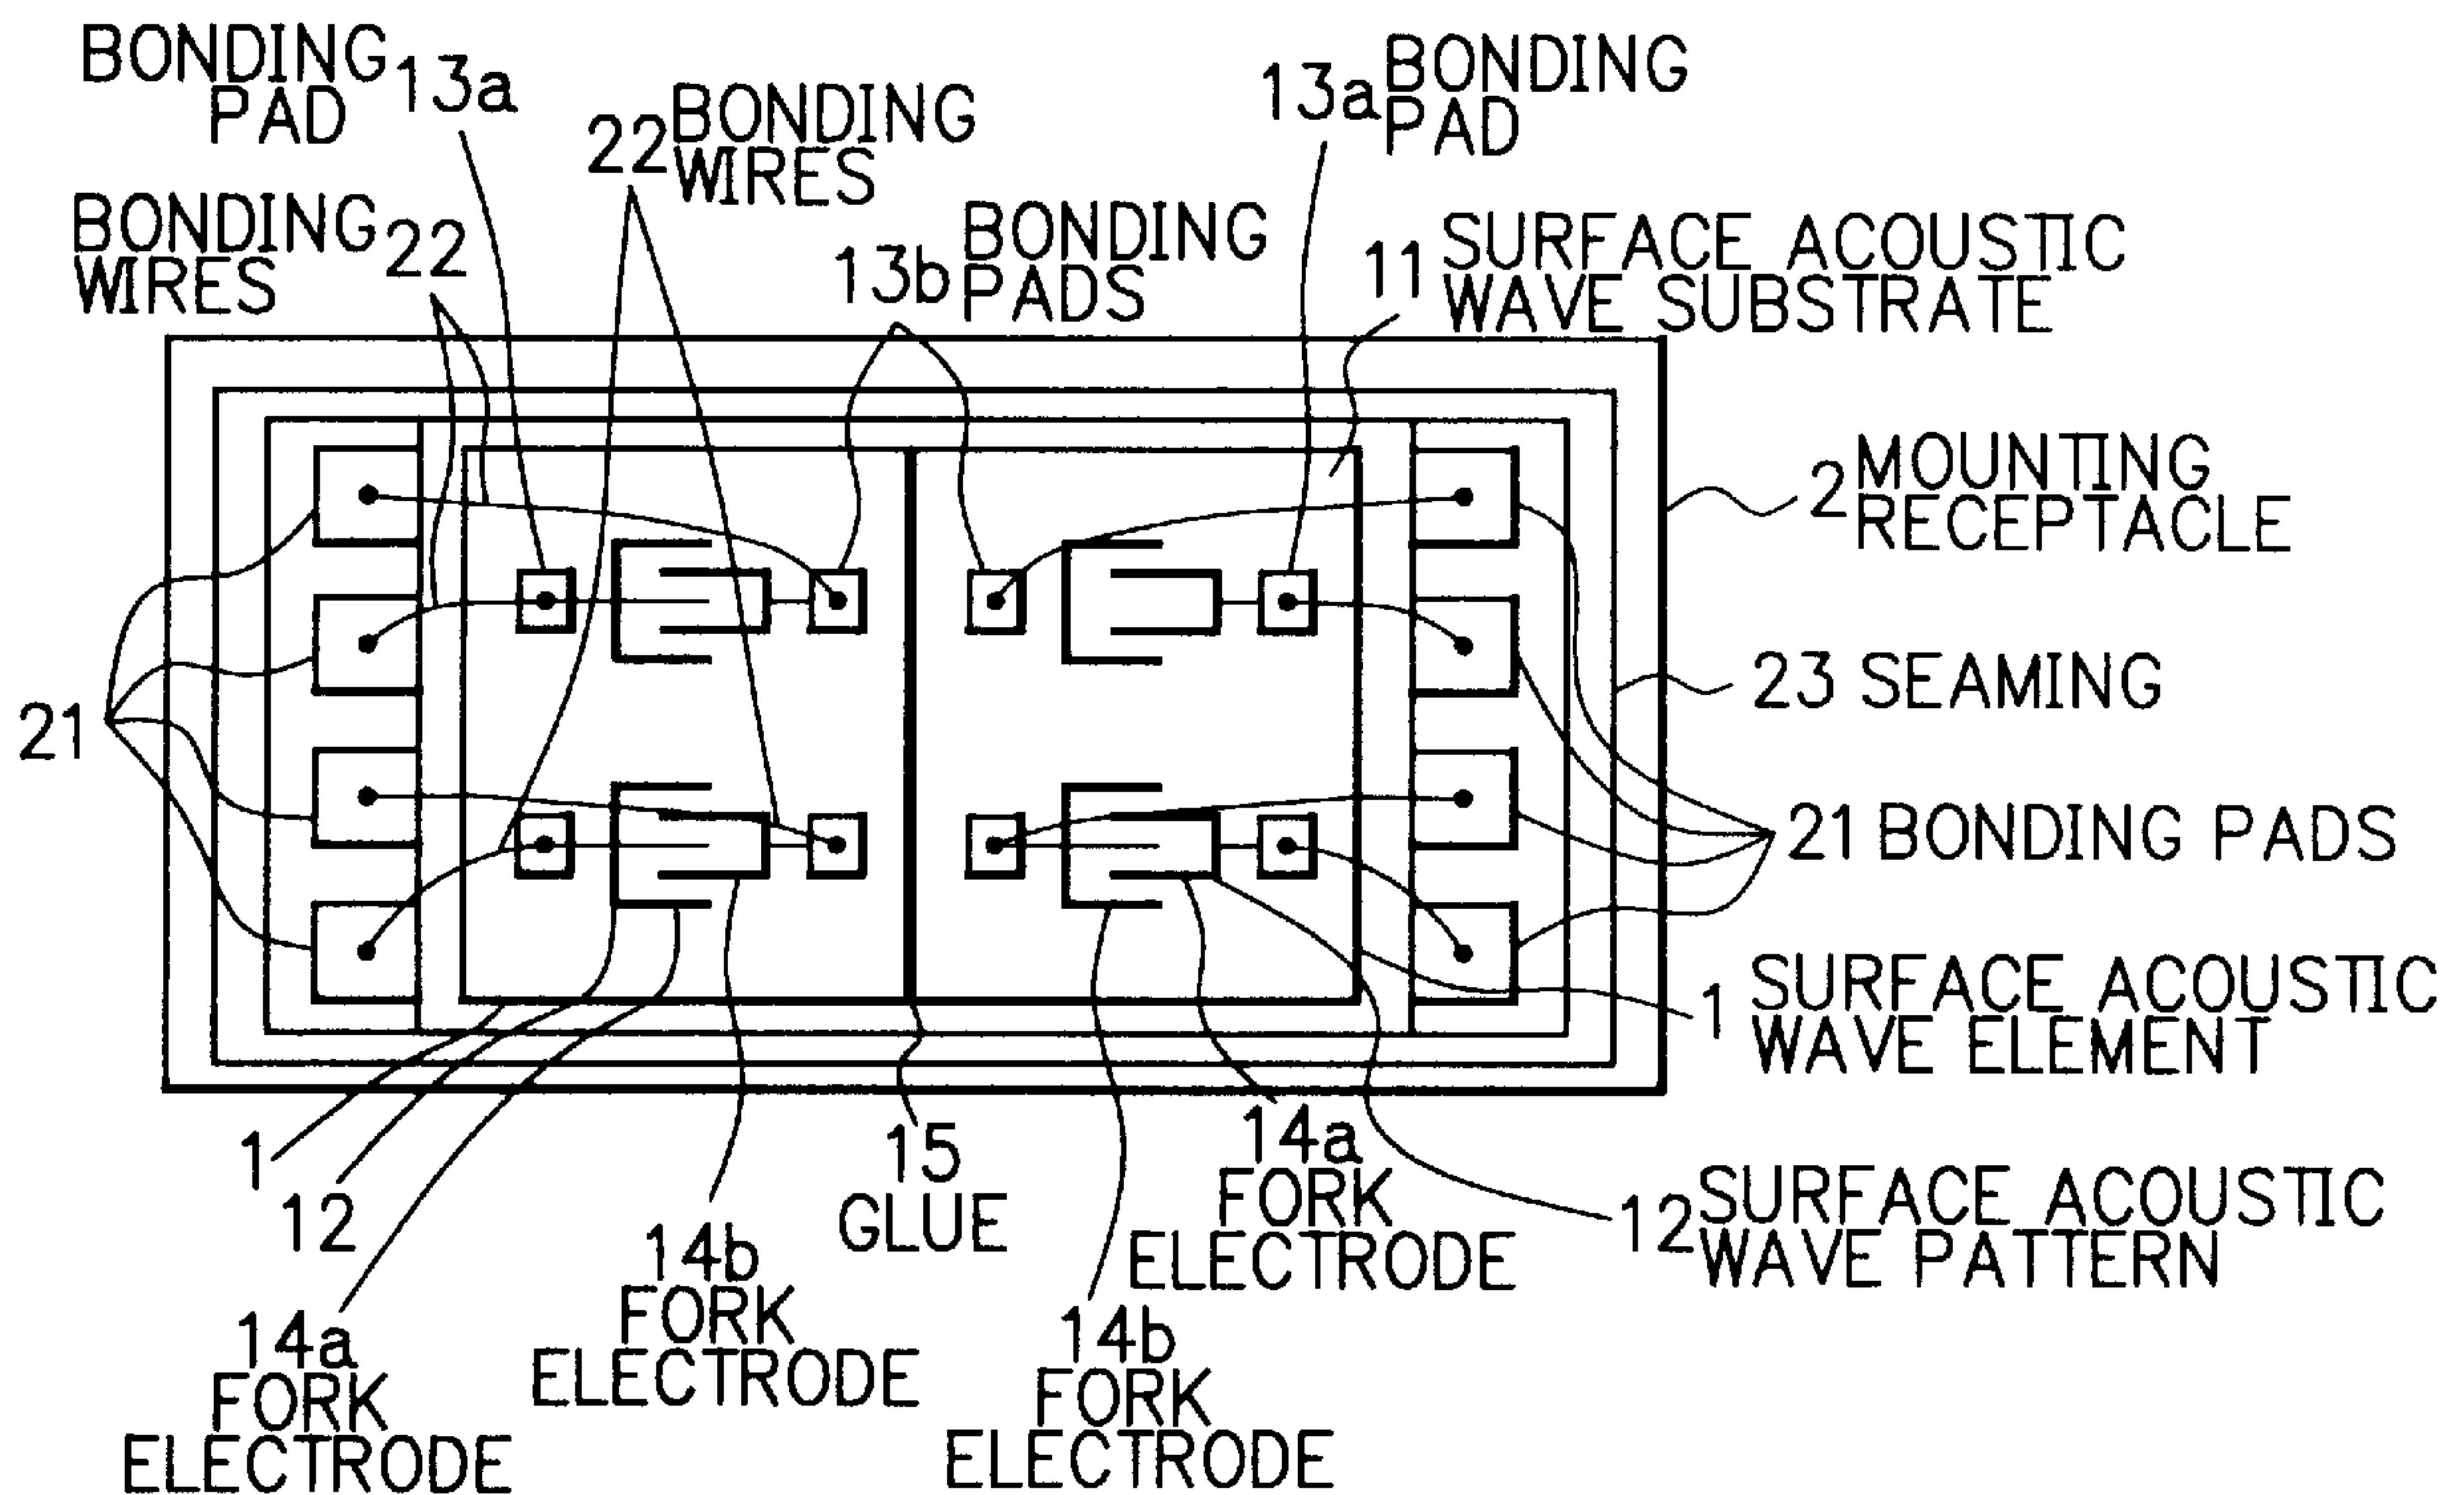 BONDING
PAD 13a
22 BONDING
WIRES
13a BONDING
PAD
BONDING
WIRES 22
13b BONDING
PADS
11 SURFACE ACOUSTIC
WAVE SUBSTRATE
2 MOUNTING
RECEPTACLE
23 SEAMING
21
21 BONDING PADS
1 SURFACE ACOUSTIC
WAVE ELEMENT
1
12
14a
FORK
ELECTRODE
14b
FORK
ELECTRODE
15
GLUE
14b
FORK
ELECTRODE
14a
FORK
ELECTRODE
12 SURFACE ACOUSTIC
WAVE PATTERN